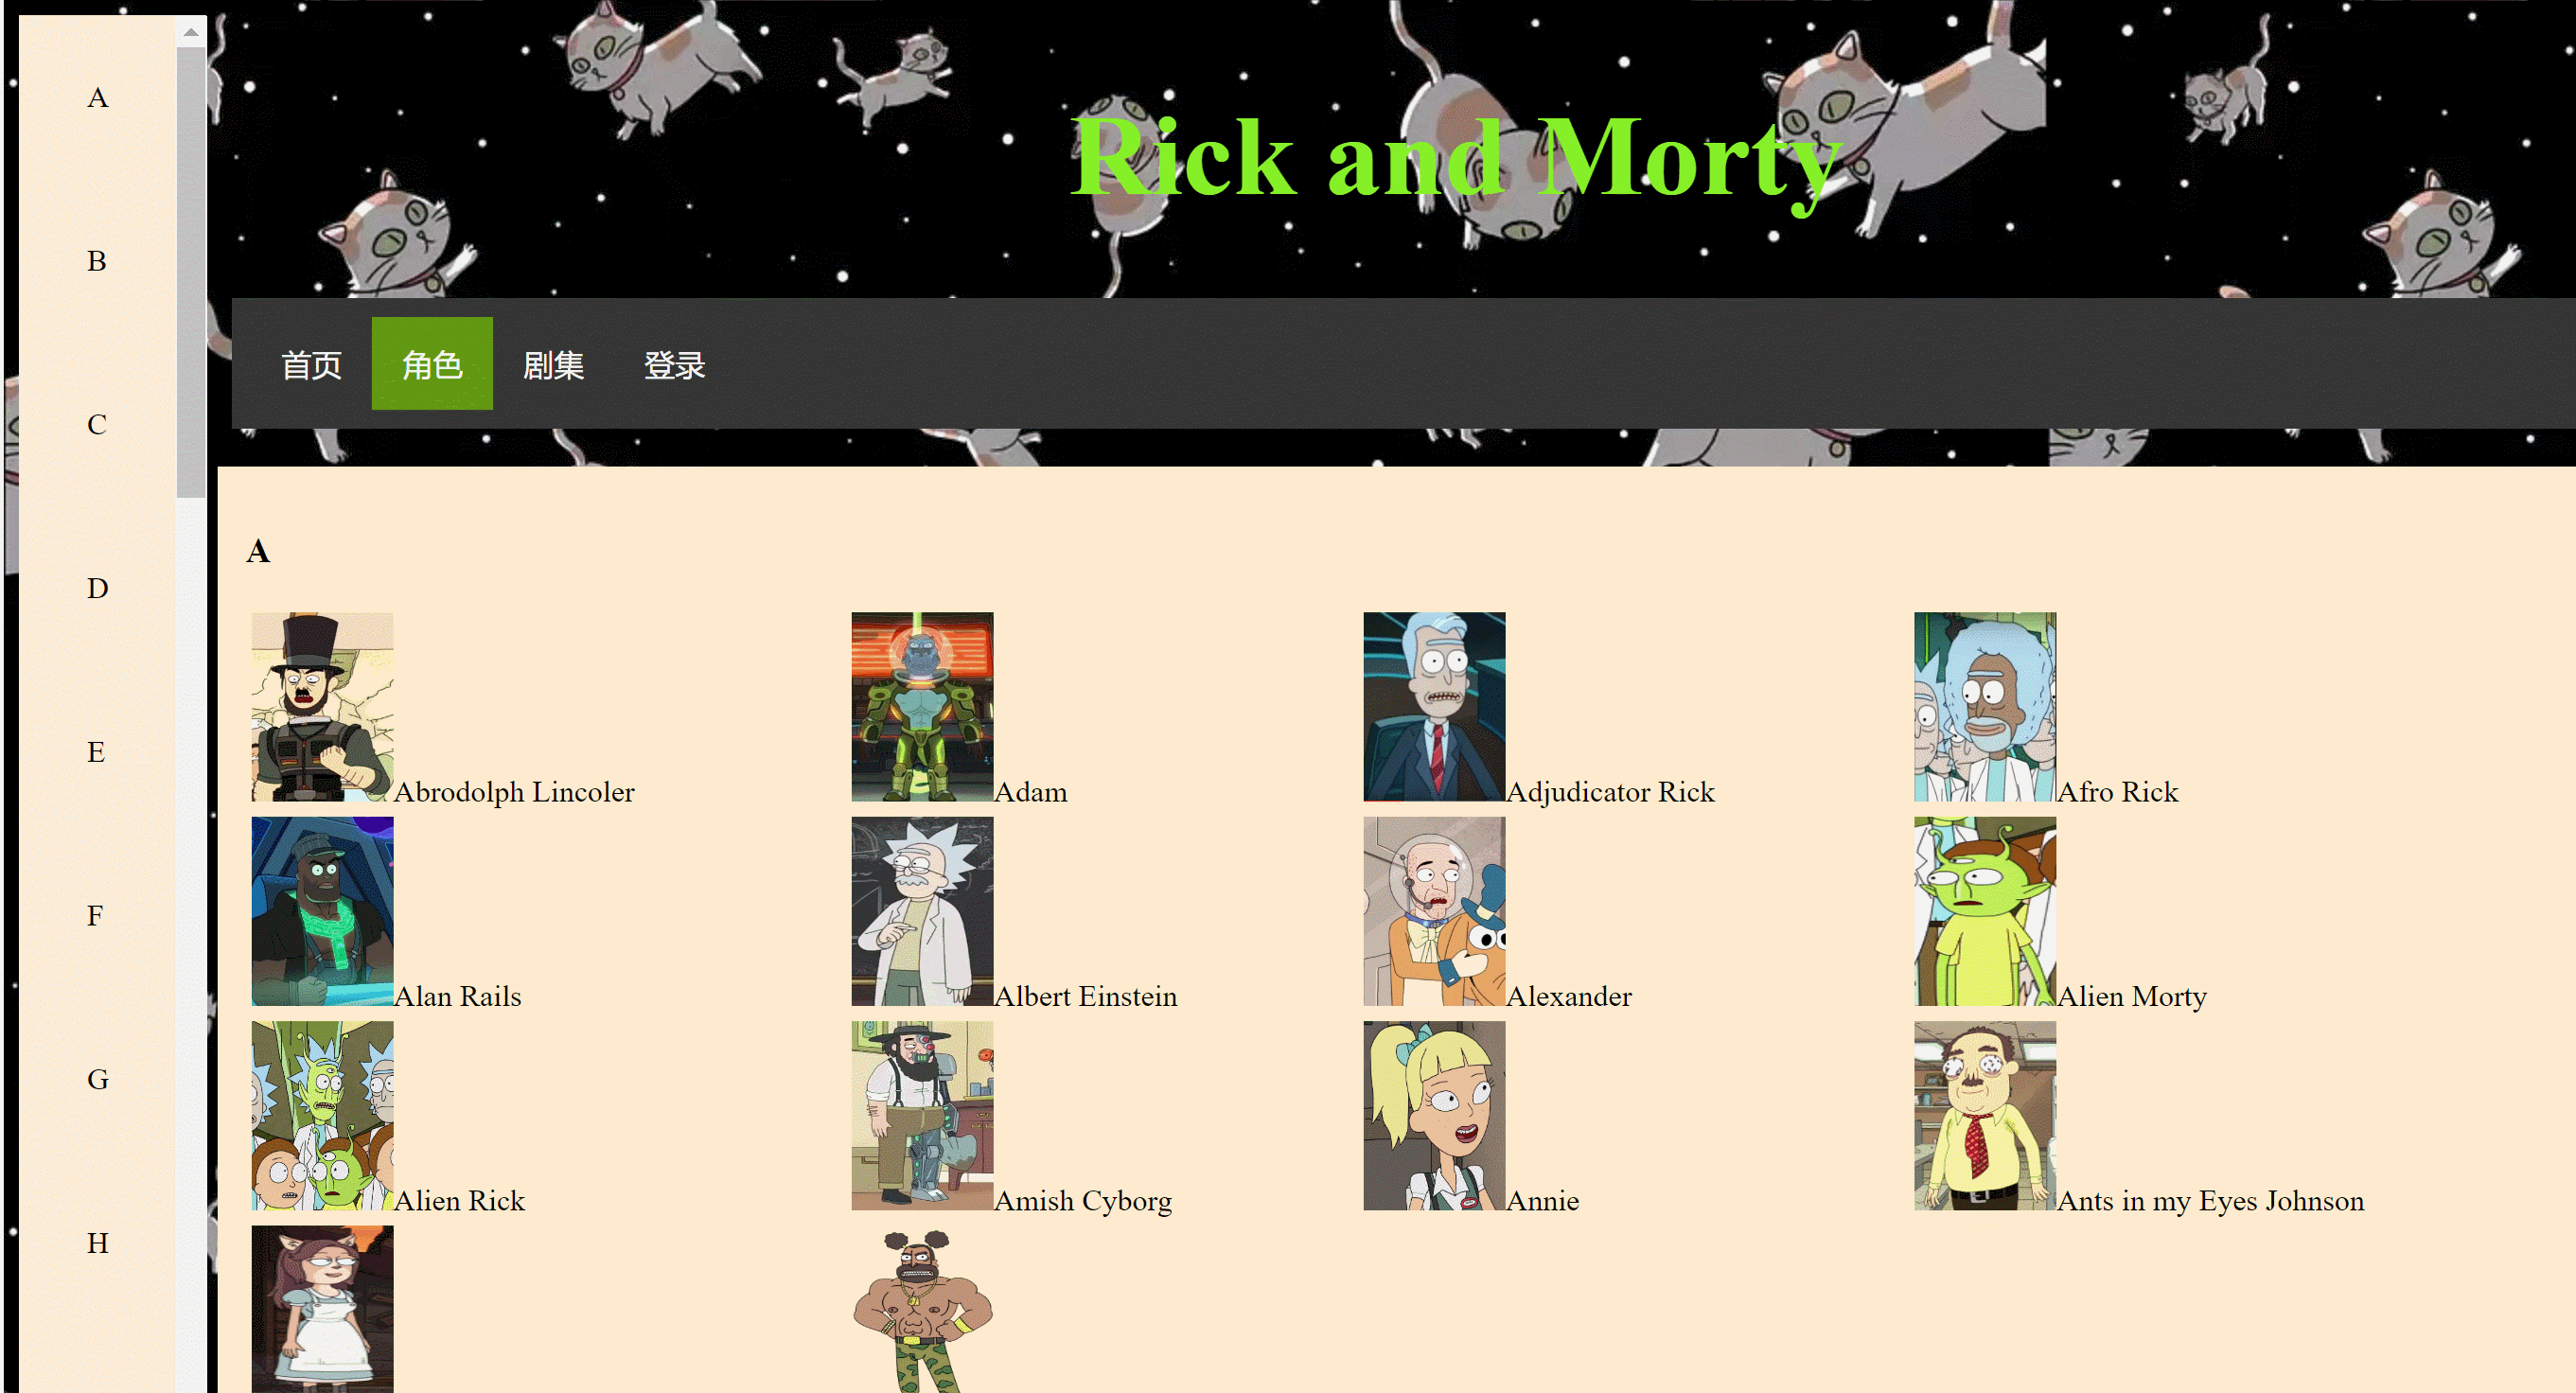 A
B
C
D
E
F
G
H
Rick and Morty
首页 角色 剧集 登录
A
Abrodolph Lincoler Adam Adjudicator Rick Afro Rick
Alan Rails Albert Einstein Alexander Alien Morty
Alien Rick Amish Cyborg Annie Ants in my Eyes Johnson